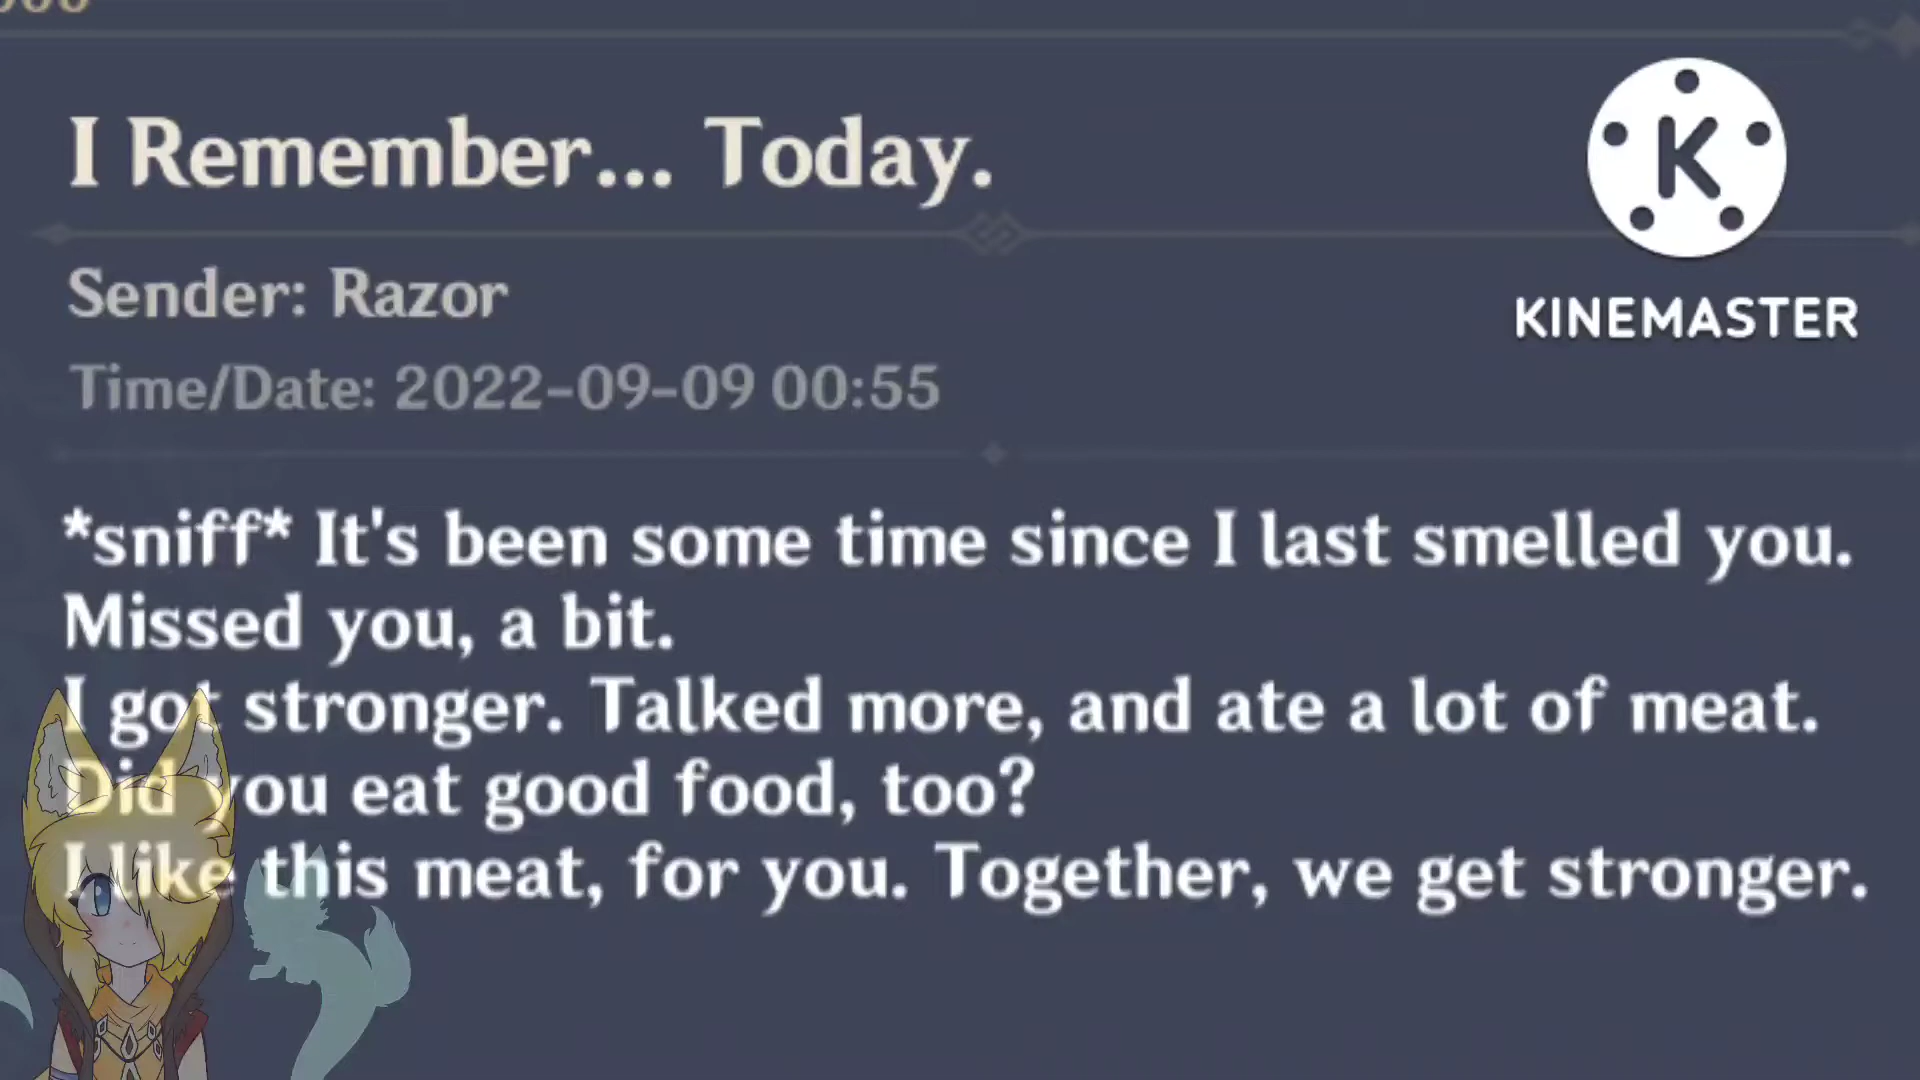 I Remember... Today.
K
KINEMASTER
Sender: Razor
Time/Date: 2022-09-09 00:55
*sniff* It's been some time since I last smelled you.
Missed you, a bit.
I got stronger. Talked more, and ate a lot of meat.
Did you eat good food, too?
I like this meat, for you. Together, we get stronger.